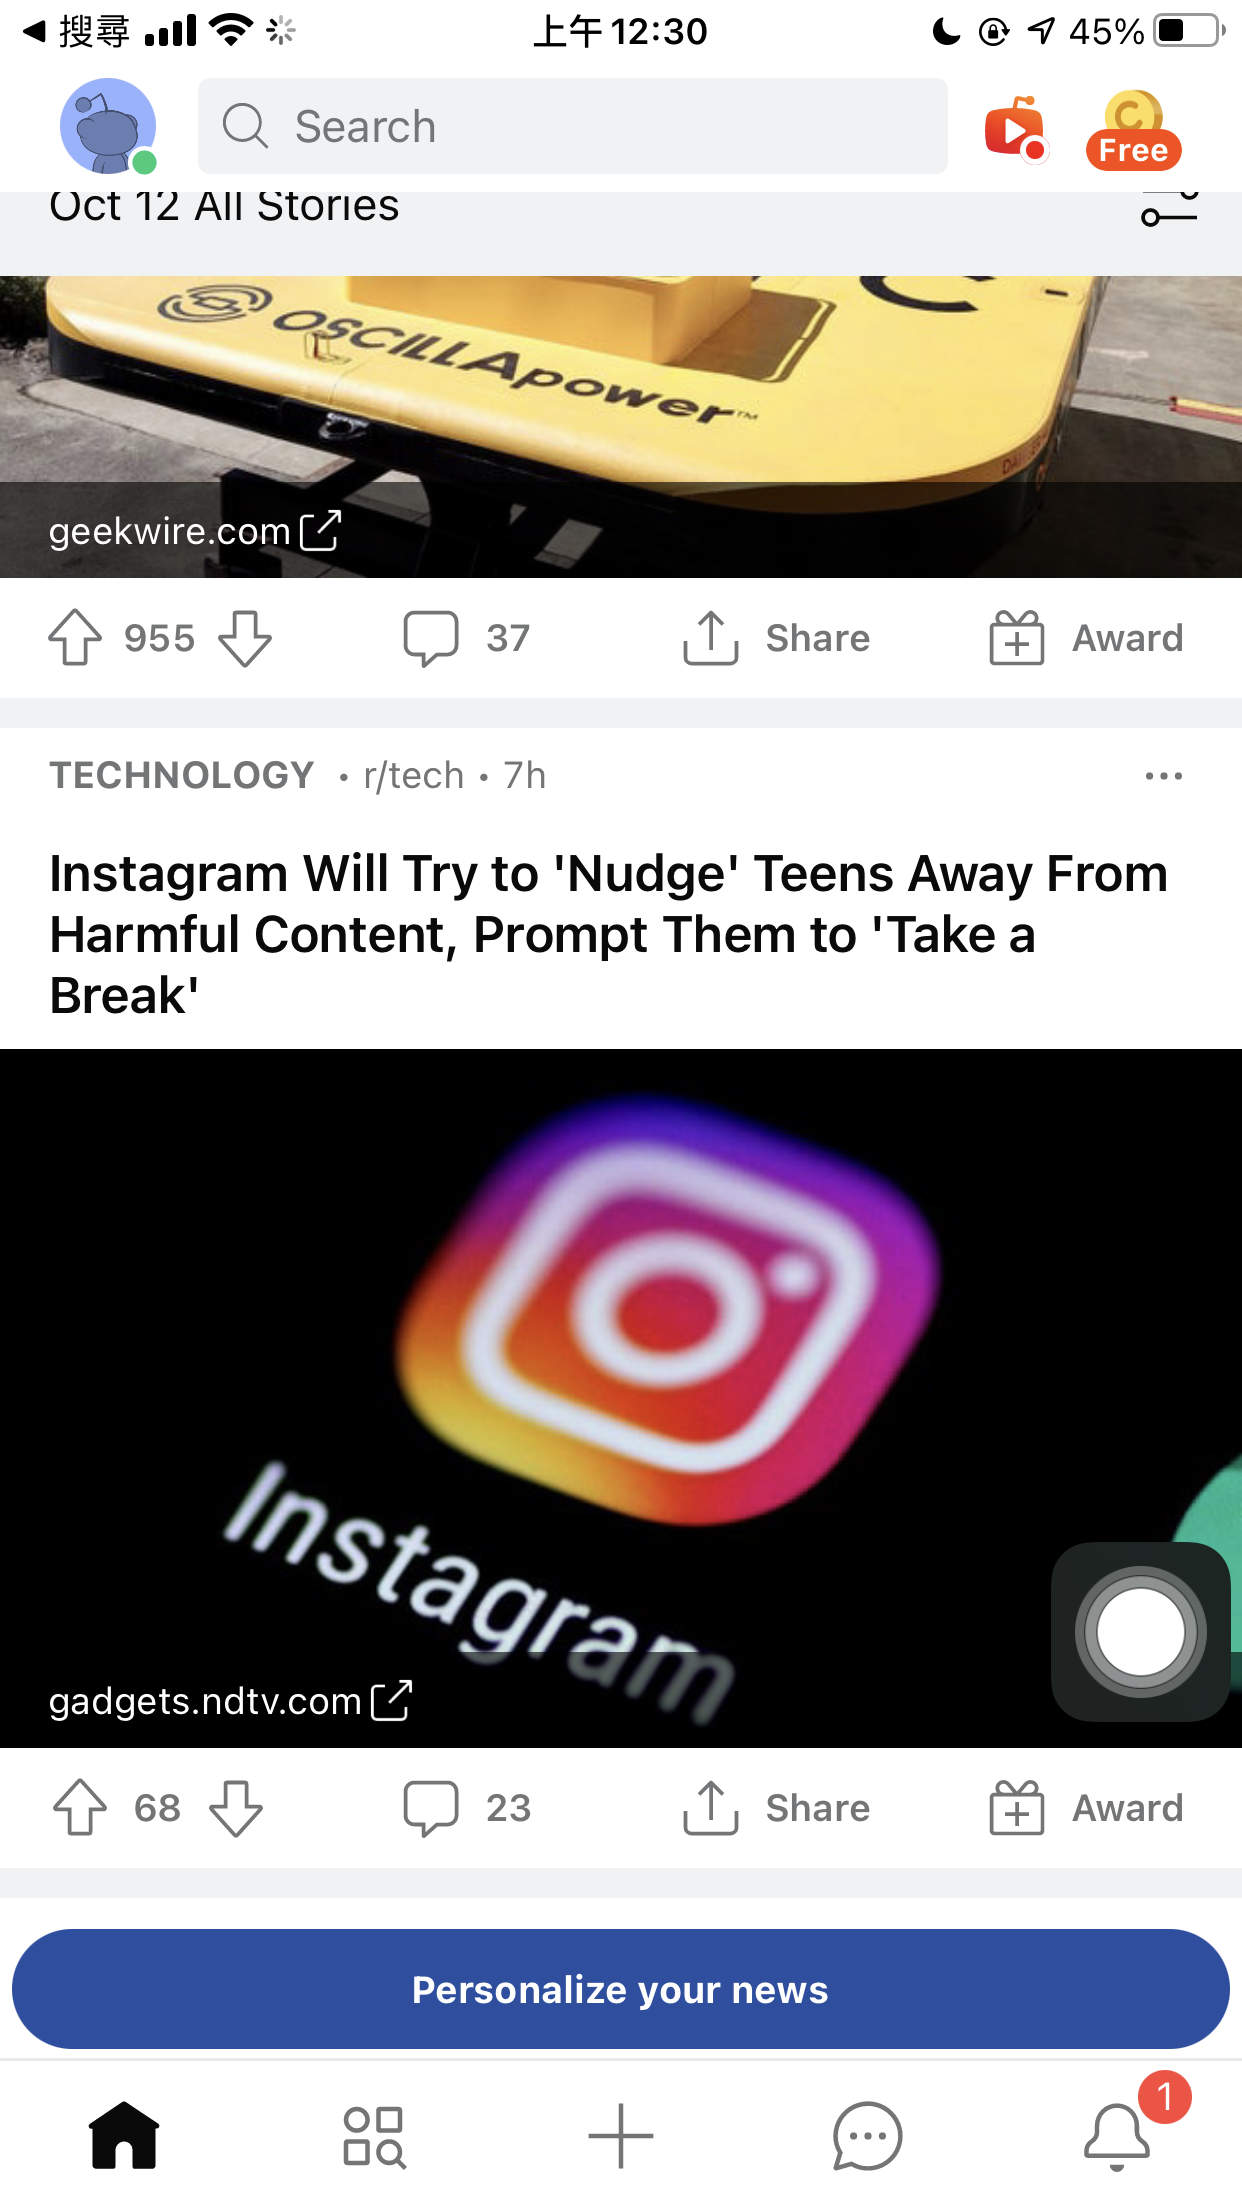 搜尋
上午 12:30
45%
Search
Free
Oct 12 All Stories
OSCILLApower™
geekwire.com
955
37
Share
Award
TECHNOLOGY • r/tech • 7h
Instagram Will Try to 'Nudge' Teens Away From
Harmful Content, Prompt Them to 'Take a
Break'
Instagram
gadgets.ndtv.com
68
23
Share
Award
Personalize your news
1